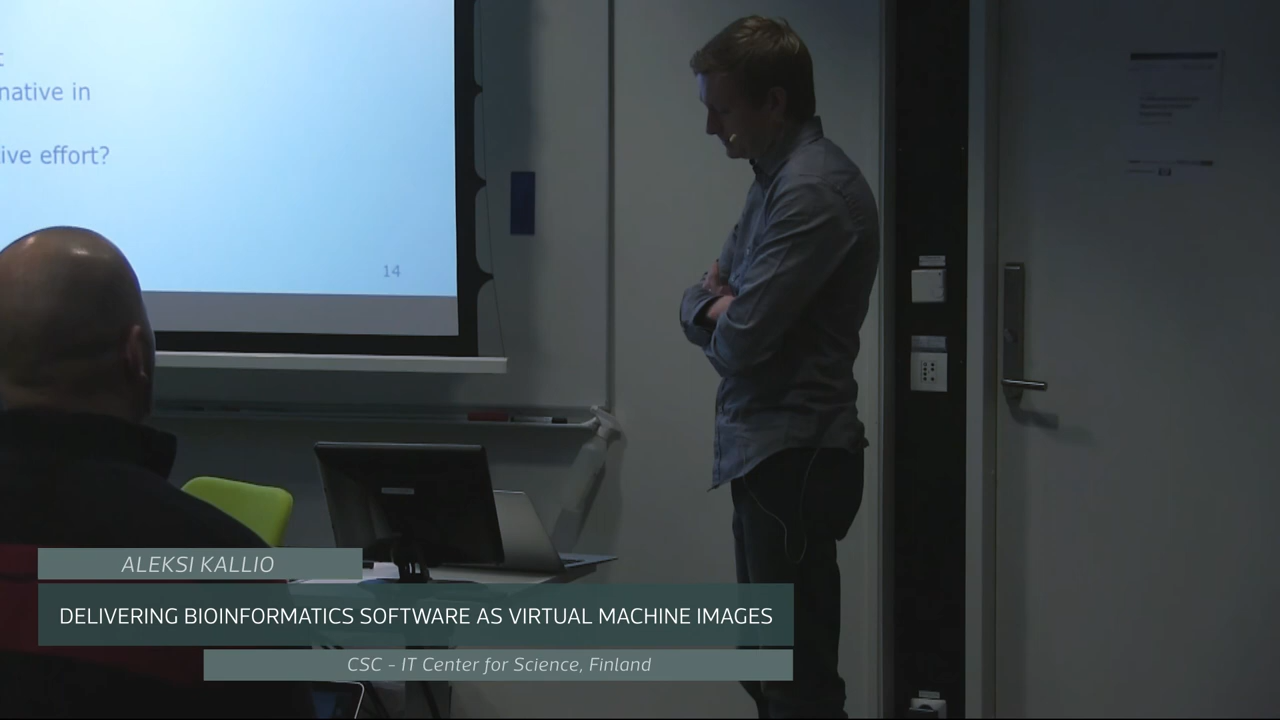 native in
ive effort?
14
ALEKSI KALLIO
DELIVERING BIOINFORMATICS SOFTWARE AS VIRTUAL MACHINE IMAGES
CSC - IT Center for Science, Finland